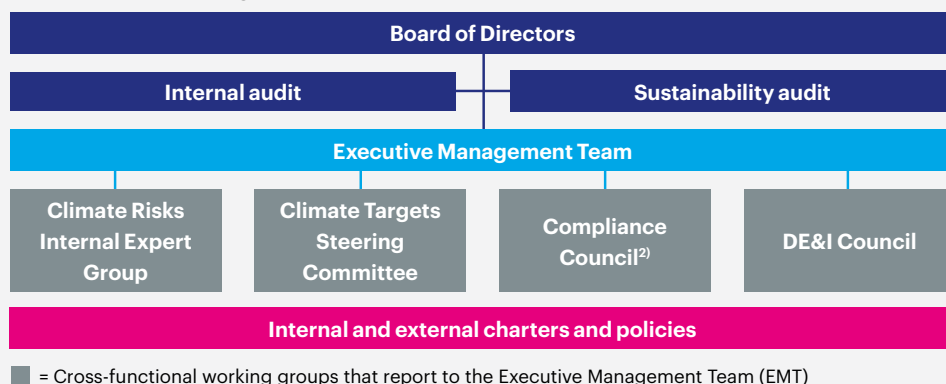 Board of Directors
Internal audit
Sustainability audit
Executive Management Team
Climate Risks
Internal Expert
Group
Climate Targets
Steering
Committee
Compliance
Council²⁾
DE&I Council
Internal and external charters and policies
= Cross-functional working groups that report to the Executive Management Team (EMT)